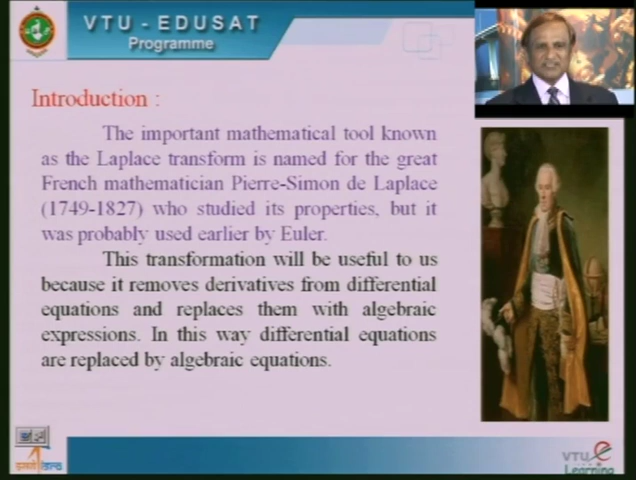 VTU - EDUSAT
Programme
Introduction :
The important mathematical tool known
as the Laplace transform is named for the great
French mathematician Pierre-Simon de Laplace
(1749-1827) who studied its properties, but it
was probably used earlier by Euler.
This transformation will be useful to us
because it removes derivatives from differential
equations and replaces them with algebraic
expressions. In this way differential equations
are replaced by algebraic equations.
VTU e
Learning